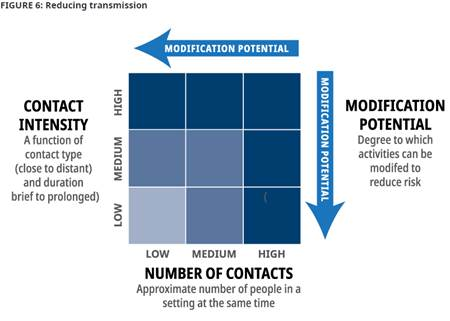 FIGURE 6: Reducing transmission
MODIFICATION POTENTIAL
CONTACT
INTENSITY
A function of
contact type
(close to distant)
and duration
brief to prolonged)
HIGH
MEDIUM
LOW
MODIFICATION POTENTIAL
MODIFICATION
POTENTIAL
Degree to which
activities can be
modifed to
reduce risk
(
LOW MEDIUM HIGH
NUMBER OF CONTACTS
Approximate number of people in a
setting at the same time